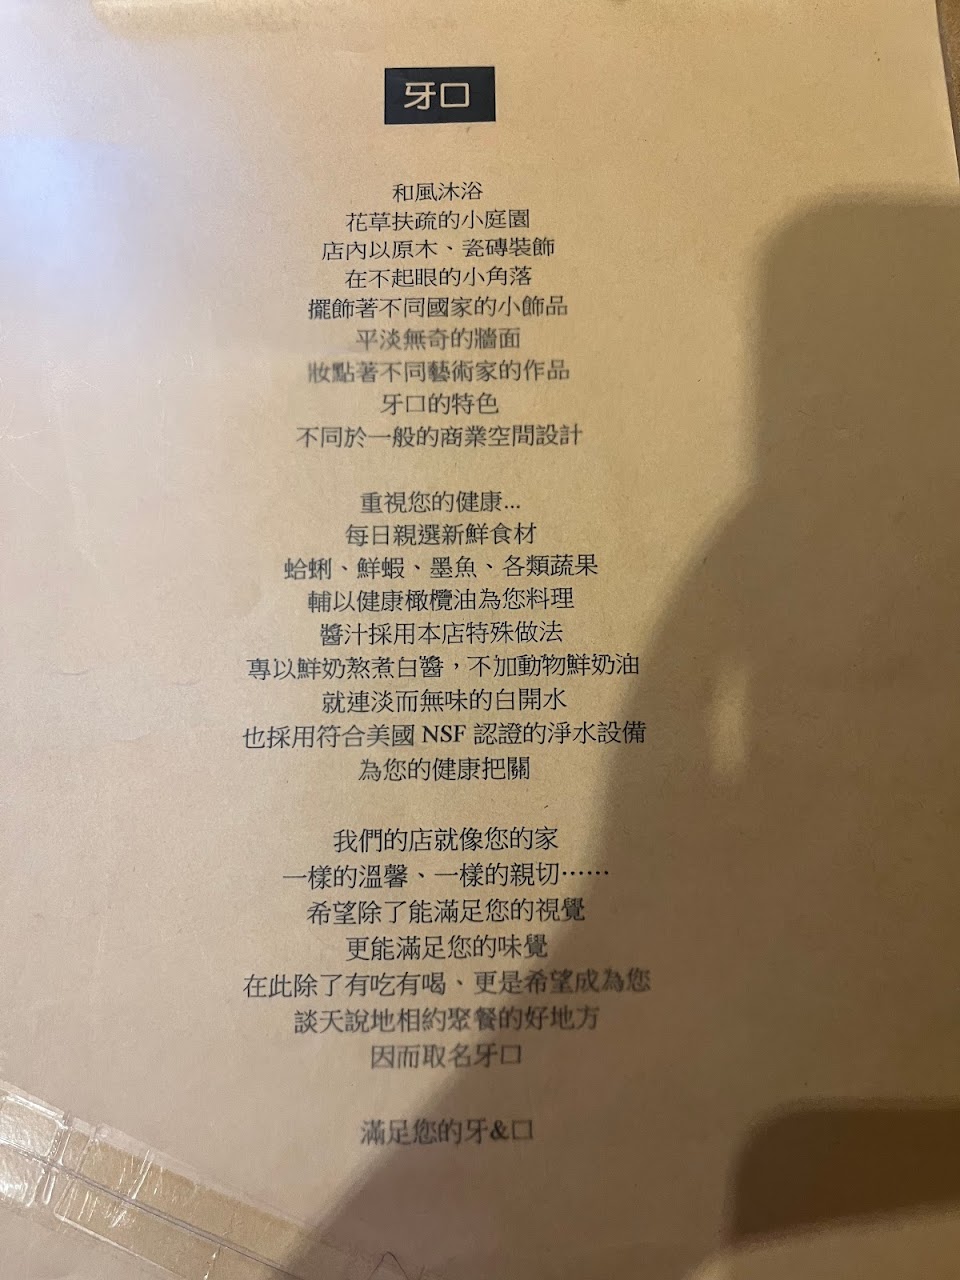 牙口
和風沐浴
花草扶疏的小庭園
店內以原木、瓷磚裝飾
在不起眼的小角落
擺飾著不同國家的小飾品
平淡無奇的牆面
妝點著不同藝術家的作品
牙口的特色
不同於一般的商業空間設計
重視您的健康...
每日親選新鮮食材
蛤蜊、鮮蝦、墨魚、各類蔬果
輔以健康橄欖油為您料理
醬汁採用本店特殊做法
專以鮮奶熬煮白醬，不加動物鮮奶油
就連淡而無味的白開水
也採用符合美國 NSF 認證的淨水設備
為您的健康把關
我們的店就像您的家
一樣的溫馨、一樣的親切……
希望除了能滿足您的視覺
更能滿足您的味覺
在此除了有吃有喝、更是希望成為您
談天說地相約聚餐的好地方
因而取名牙口
滿足您的牙&口